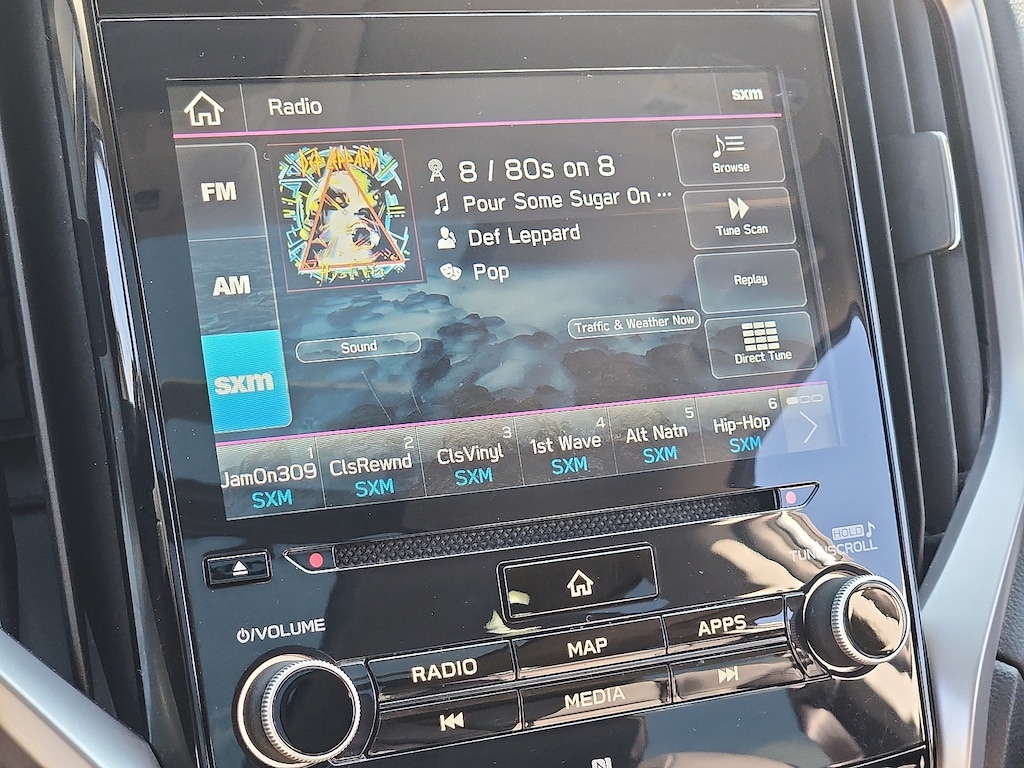 Radio
sxm
FM
AM
sxm
DEF LEPPARD
8 / 80s on 8
Pour Some Sugar On ...
Def Leppard
Pop
Browse
Tune Scan
Replay
Direct Tune
Sound
Traffic & Weather Now
1
JamOn309
SXM
2
ClsRewnd
SXM
3
ClsVinyl
SXM
4
1st Wave
SXM
5
Alt Natn
SXM
6
Hip-Hop
SXM
HOLD
TUNE/SCROLL
/VOLUME
RADIO
MAP
APPS
MEDIA